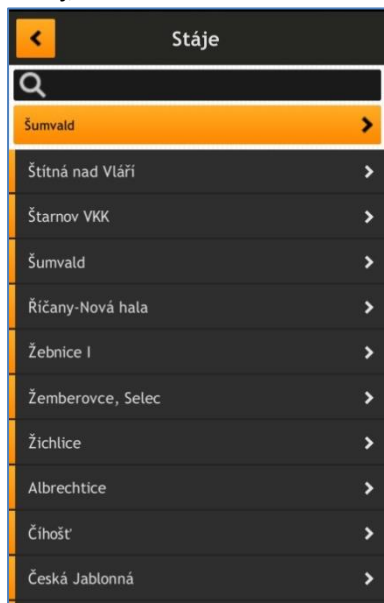 Stáje
Šumvald
Štítná nad Vláří
Štarnov VKK
Šumvald
Říčany-Nová hala
Žebnice I
Žemberovce, Selec
Žichlice
Albrechtice
Číhošť
Česká Jablonná